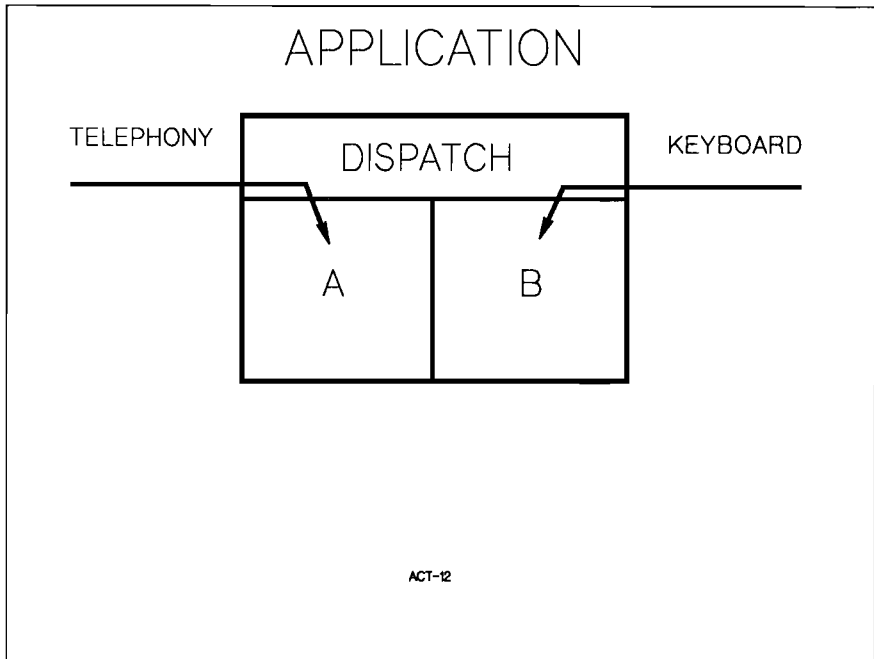 APPLICATION
TELEPHONY
DISPATCH
KEYBOARD
A
B
ACT-12